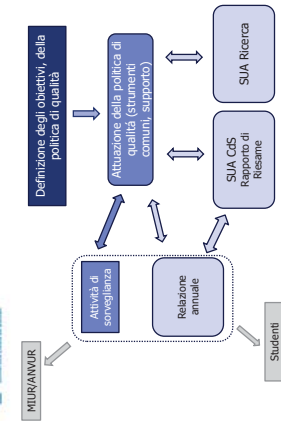 Definizione degli obiettivi, della
politica di qualità
Attuazione della politica di
qualitá (strumenti
comuni, supporto)
SUA Ricerca
SUA CdS
Rapporto di
Riesame
Attività di
sorveglianza
Relazione
annuale
MIUR/ANVUR
Studenti